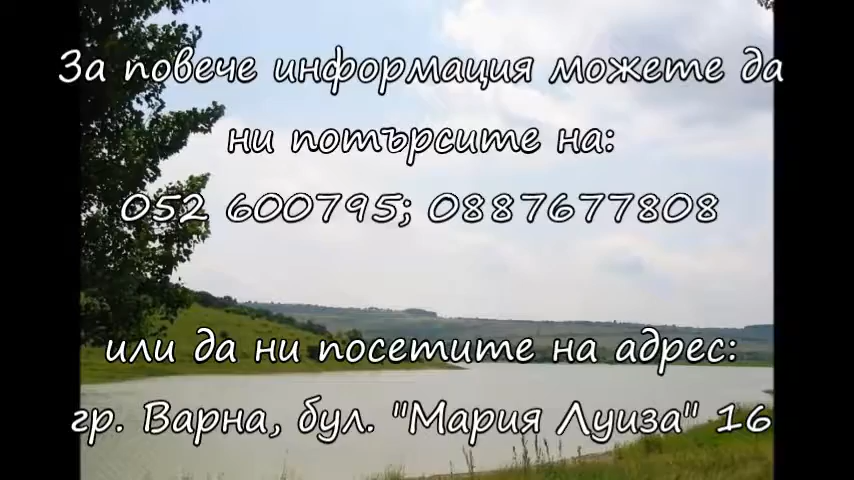 За повече информация можете да
ни потърсите на:
052 600795; 0887677808
или да ни посетите на адрес:
гр. Варна, бул. "Мария Луиза" 16